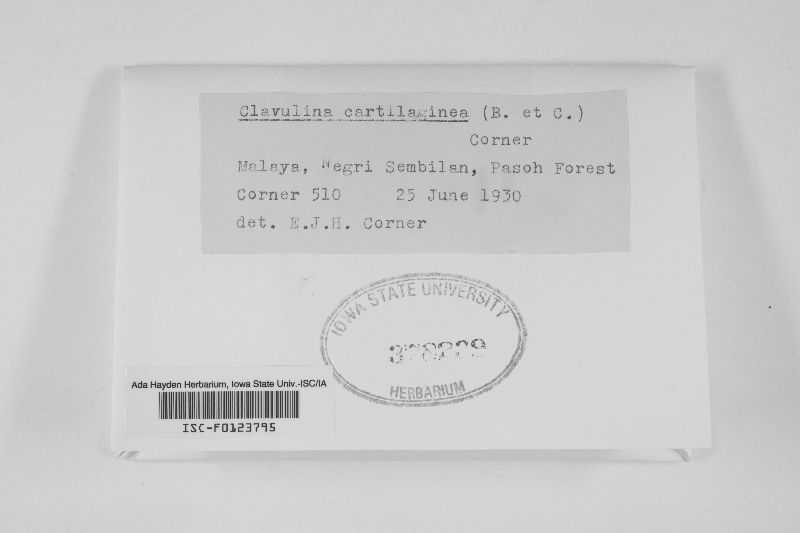 Clavulina cartilaginea (B. et C.)
Corner
Malaya, Negri Sembilan, Pasoh Forest
Corner 510 25 June 1930
det. E.J.H. Corner
IOWA STATE UNIVERSITY
HERBARIUM
Ada Hayden Herbarium, Iowa State Univ.-ISC/IA
ISC-F0123795